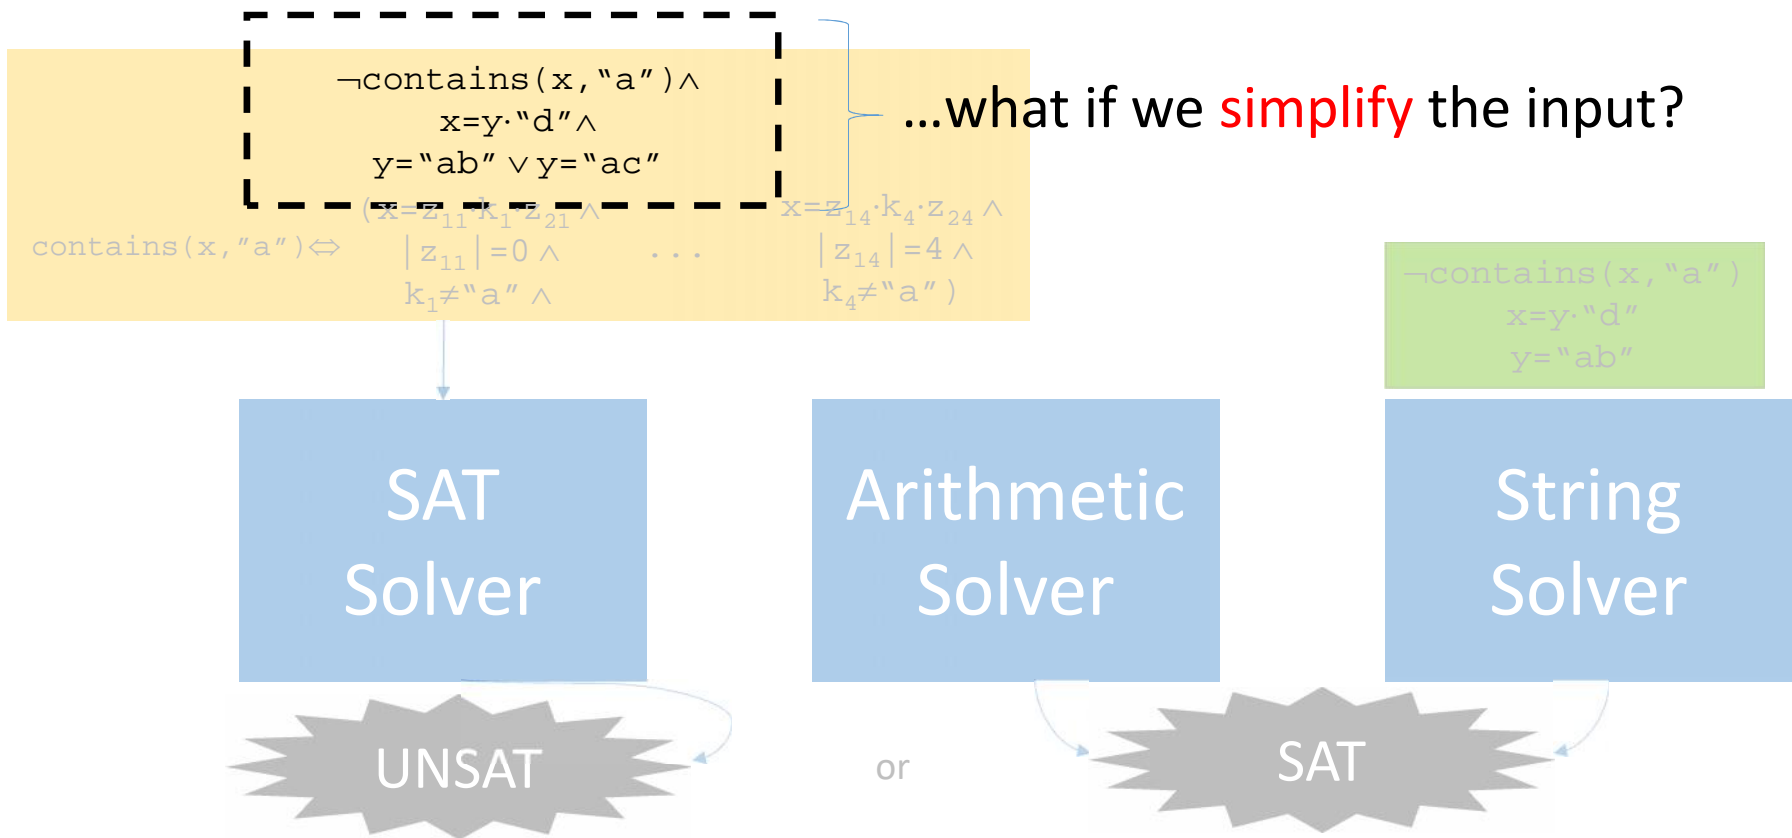 ¬contains(x,“a”)∧
x=y·“d”∧
y=“ab” ∨ y=“ac”
…what if we simplify the input?
contains(x,”a”)⇔
(x=z₁₁·k₁·z₂₁ ∧
|z₁₁|=0 ∧
k₁≠“a” ∧
...
x=z₁₄·k₄·z₂₄ ∧
|z₁₄|=4 ∧
k₄≠“a”)
¬contains(x,“a”)
x=y·“d”
y=“ab”
SAT
Solver
Arithmetic
Solver
String
Solver
UNSAT
or
SAT